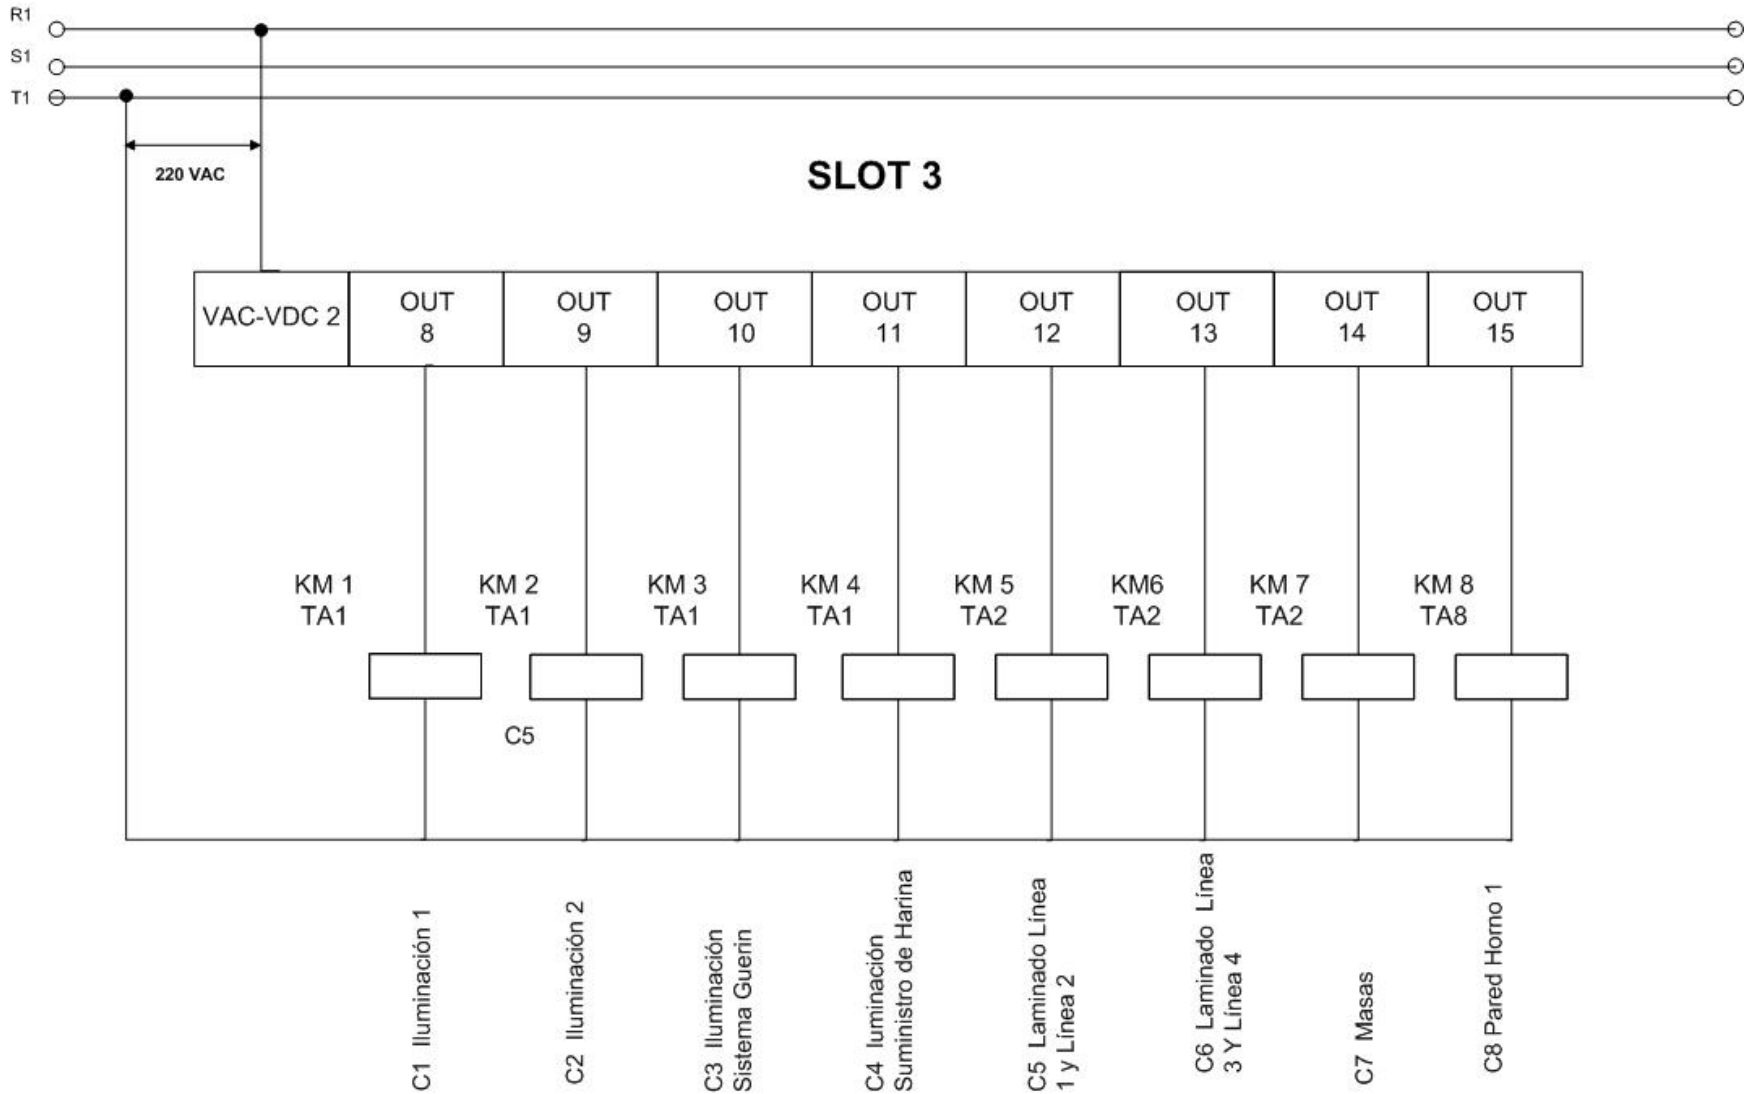 R1
S1
T1
220 VAC
SLOT 3
VAC-VDC 2
OUT
8
OUT
9
OUT
10
OUT
11
OUT
12
OUT
13
OUT
14
OUT
15
KM 1
TA1
KM 2
TA1
KM 3
TA1
KM 4
TA1
KM 5
TA2
KM6
TA2
KM 7
TA2
KM 8
TA8
C5
C1 Iluminación 1
C2 Iluminación 2
C3 Iluminación
Sistema Guerin
C4 Iuminación
Suministro de Harina
C5 Laminado Línea
1 y Línea 2
C6 Laminado Línea
3 Y Línea 4
C7 Masas
C8 Pared Horno 1